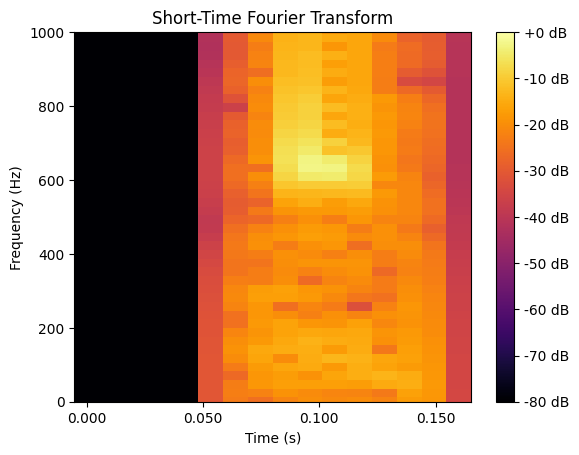 Short-Time Fourier Transform
1000
800
600
400
200
0
Frequency (Hz)
0.000
0.050
0.100
0.150
Time (s)
+0 dB
-10 dB
-20 dB
-30 dB
-40 dB
-50 dB
-60 dB
-70 dB
-80 dB